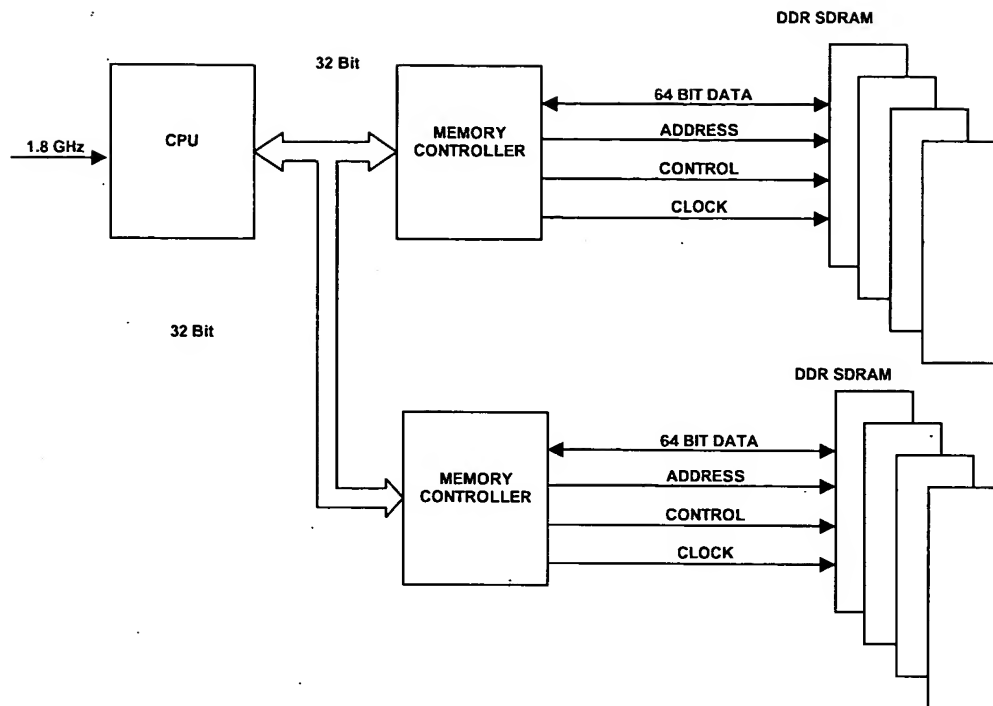 DDR SDRAM
32 Bit
64 BIT DATA
CPU
MEMORY
CONTROLLER
ADDRESS
1.8 GHz
CONTROL
CLOCK
32 Bit
DDR SDRAM
64 BIT DATA
MEMORY
CONTROLLER
ADDRESS
CONTROL
CLOCK